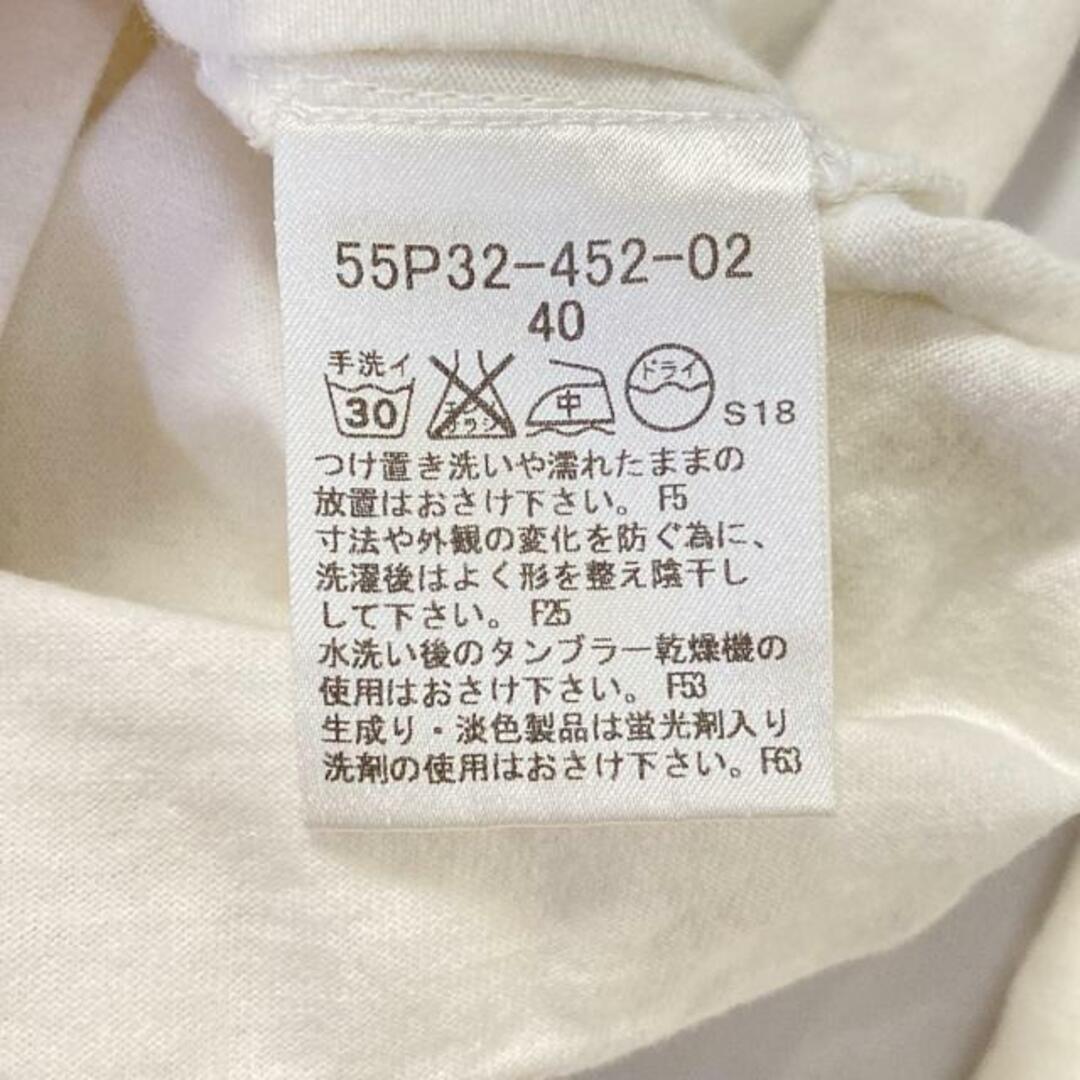 55P32-452-02
40
手洗イ
30
エンソ
サラシ
中
ドライ
S18
つけ置き洗いや濡れたままの
放置はおさけ下さい。F5
寸法や外観の変化を防ぐ為に、
洗濯後はよく形を整え陰干し
して下さい。F25
水洗い後のタンブラー乾燥機の
使用はおさけ下さい。F53
生成り・淡色製品は蛍光剤入り
洗剤の使用はおさけ下さい。F63